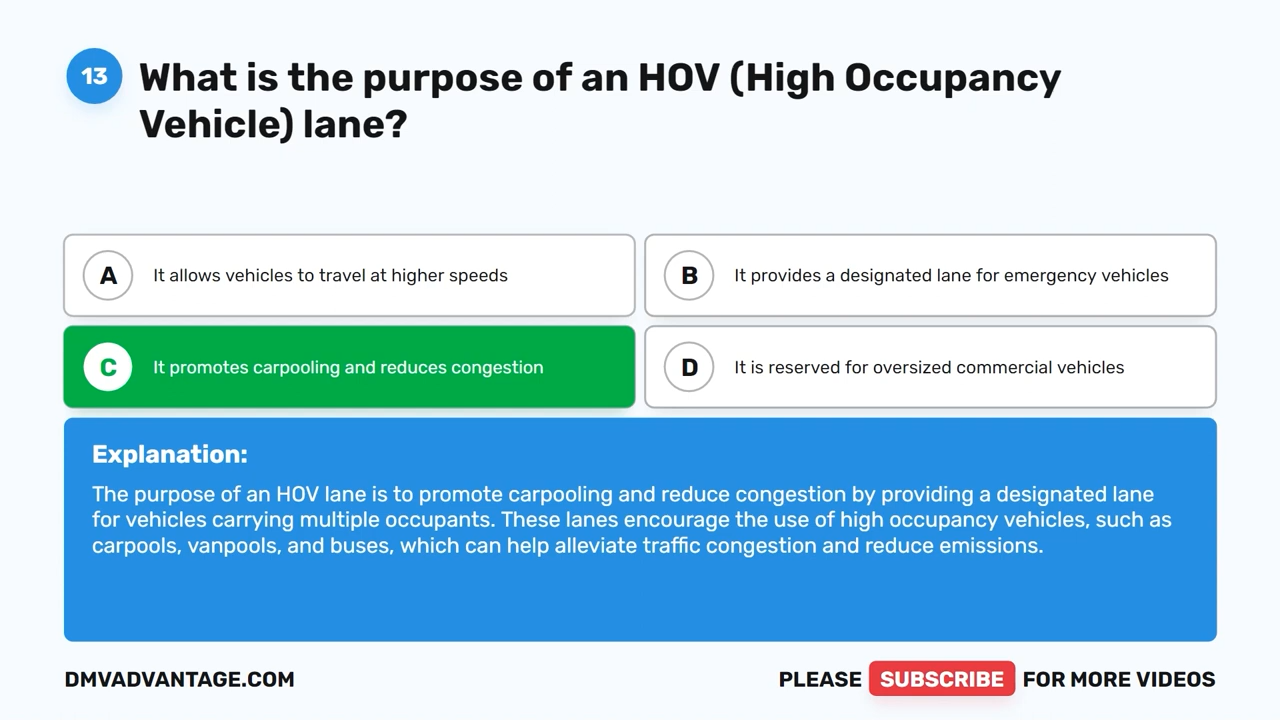 13
What is the purpose of an HOV (High Occupancy
Vehicle) lane?
A
It allows vehicles to travel at higher speeds
B
It provides a designated lane for emergency vehicles
C
It promotes carpooling and reduces congestion
D
It is reserved for oversized commercial vehicles
Explanation:
The purpose of an HOV lane is to promote carpooling and reduce congestion by providing a designated lane
for vehicles carrying multiple occupants. These lanes encourage the use of high occupancy vehicles, such as
carpools, vanpools, and buses, which can help alleviate traffic congestion and reduce emissions.
DMVADVANTAGE.COM
PLEASE SUBSCRIBE FOR MORE VIDEOS